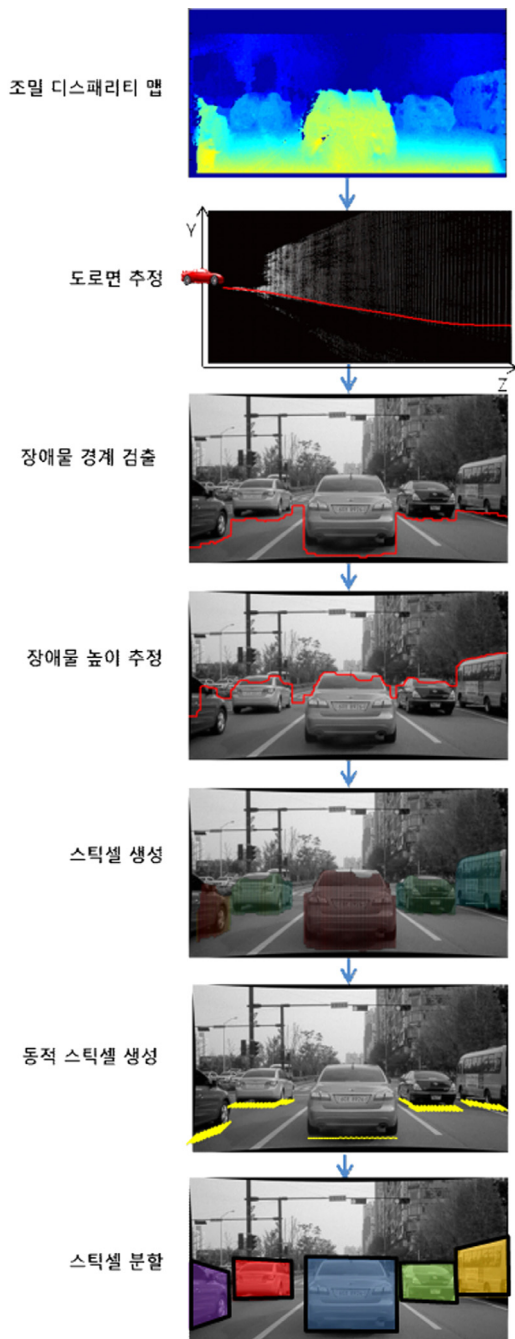 조밀 디스패리티 맵
Y
도로면 추정
Z
장애물 경계 검출
장애물 높이 추정
스틱셀 생성
동적 스틱셀 생성
스틱셀 분할